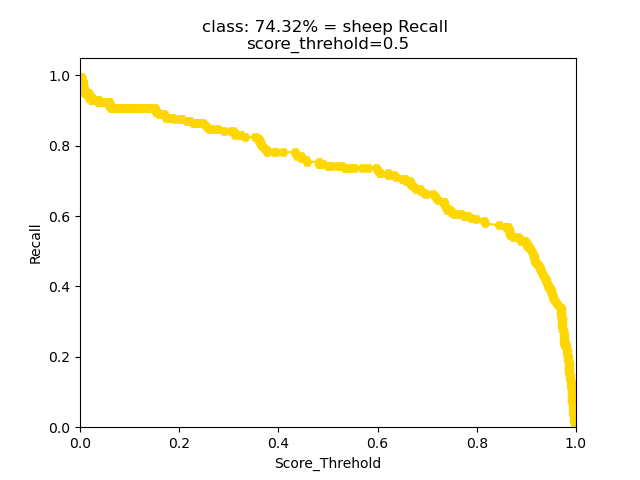 class: 74.32% = sheep Recall
score_threhold=0.5
1.0
0.8
0.6
0.4
0.2
0.0
Recall
0.0 0.2 0.4 0.6 0.8 1.0
Score_Threhold